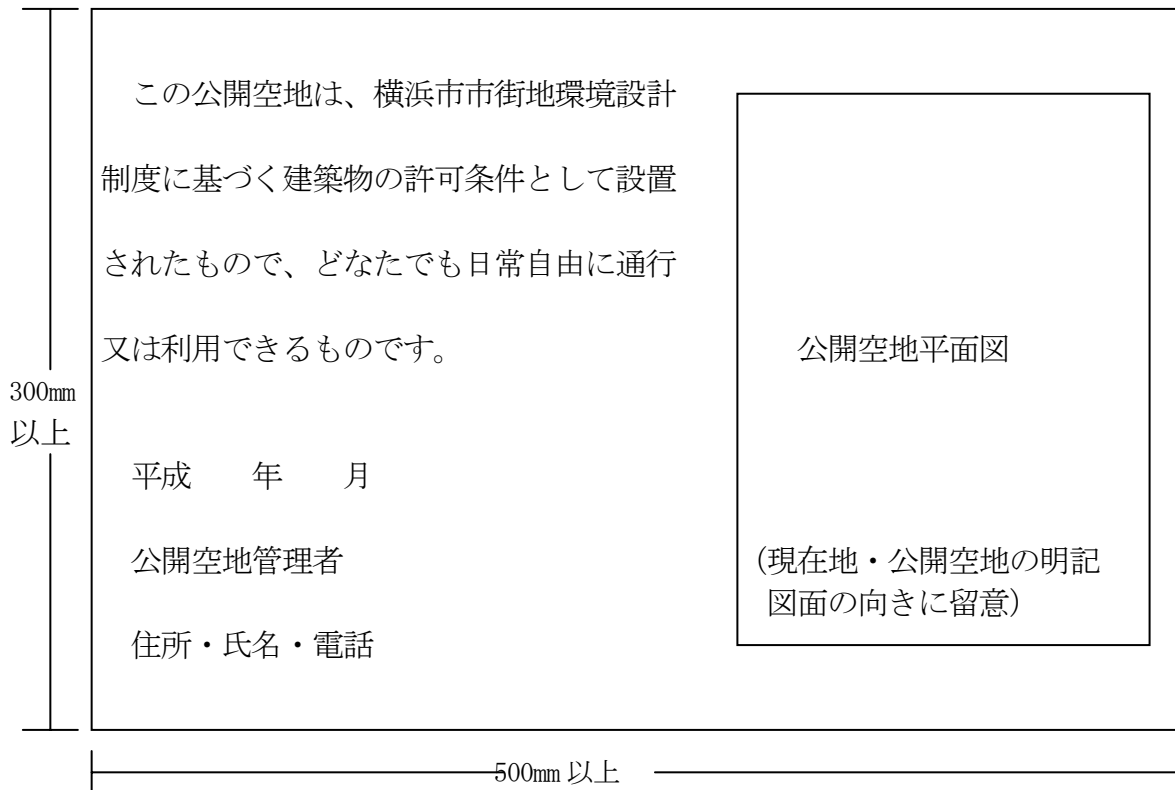 この公開空地は、横浜市市街地環境設計
制度に基づく建築物の許可条件として設置
されたもので、どなたでも日常自由に通行
又は利用できるものです。
平成　　年　　月
公開空地管理者
住所・氏名・電話
公開空地平面図
(現在地・公開空地の明記
図面の向きに留意)
300mm
以上
500mm 以上